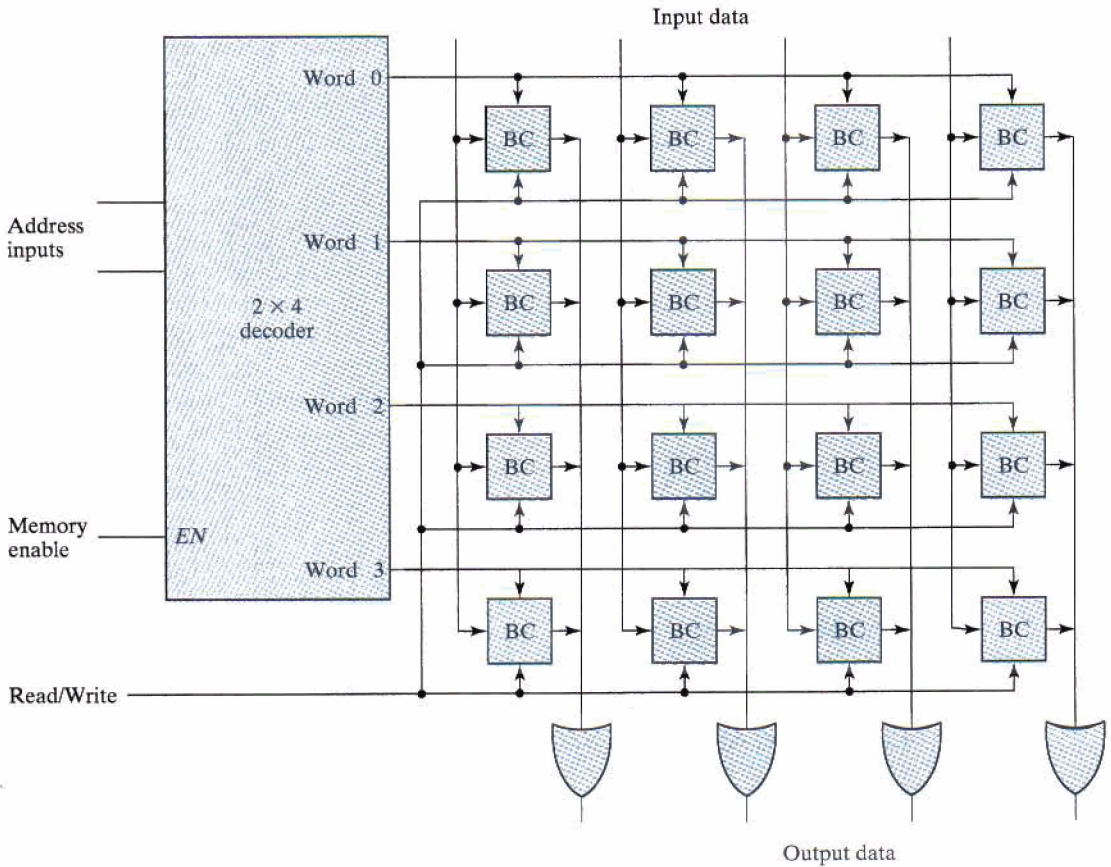 Input data
Word 0
BC BC BC BC
Address
inputs
Word 1
BC BC BC BC
2 × 4
decoder
Word 2
BC BC BC BC
Memory
enable
EN
Word 3
BC BC BC BC
Read/Write
Output data